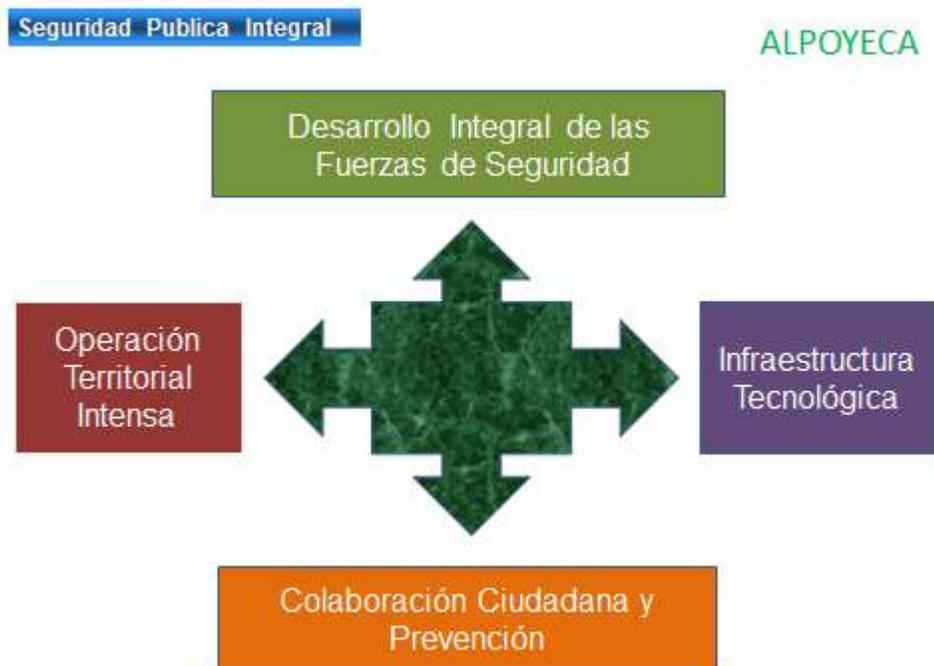 Seguridad Publica Integral
ALPOYECA
Desarrollo Integral de las
Fuerzas de Seguridad
Operación
Territorial
Intensa
Infraestructura
Tecnológica
Colaboración Ciudadana y
Prevención